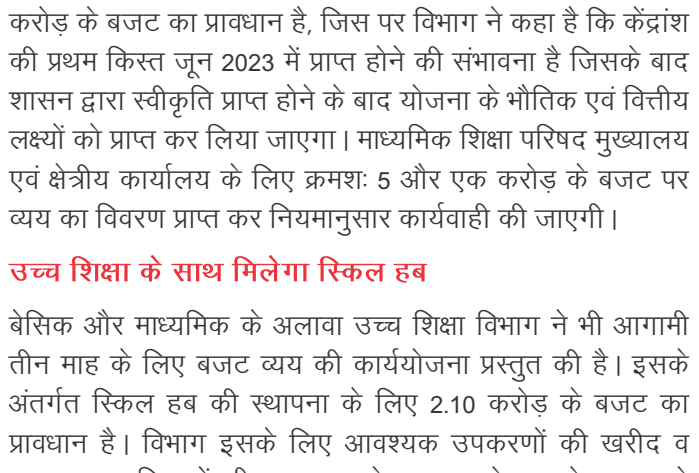 करोड़ के बजट का प्रावधान है, जिस पर विभाग ने कहा है कि केंद्रांश
की प्रथम किस्त जून 2023 में प्राप्त होने की संभावना है जिसके बाद
शासन द्वारा स्वीकृति प्राप्त होने के बाद योजना के भौतिक एवं वित्तीय
लक्ष्यों को प्राप्त कर लिया जाएगा। माध्यमिक शिक्षा परिषद मुख्यालय
एवं क्षेत्रीय कार्यालय के लिए क्रमशः 5 और एक करोड़ के बजट पर
व्यय का विवरण प्राप्त कर नियमानुसार कार्यवाही की जाएगी।
उच्च शिक्षा के साथ मिलेगा स्किल हब
बेसिक और माध्यमिक के अलावा उच्च शिक्षा विभाग ने भी आगामी
तीन माह के लिए बजट व्यय की कार्ययोजना प्रस्तुत की है। इसके
अंतर्गत स्किल हब की स्थापना के लिए 2.10 करोड़ के बजट का
प्रावधान है। विभाग इसके लिए आवश्यक उपकरणों की खरीद व